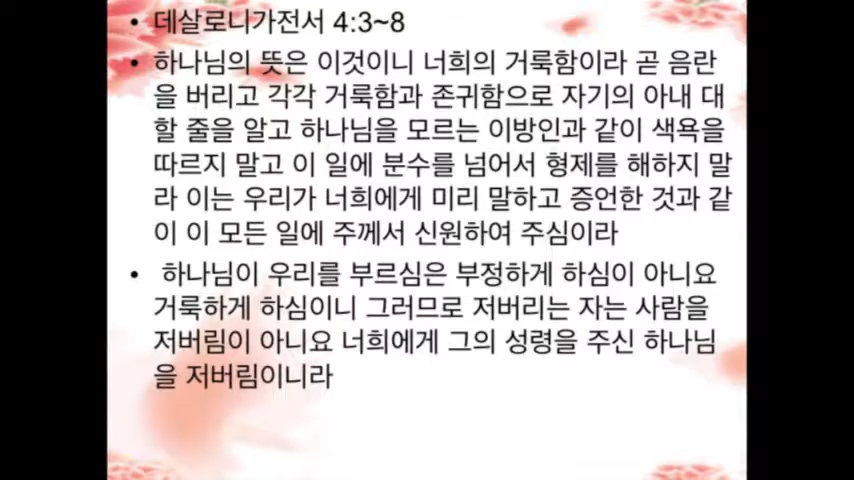 • 데살로니가전서 4:3~8
• 하나님의 뜻은 이것이니 너희의 거룩함이라 곧 음란
을 버리고 각각 거룩함과 존귀함으로 자기의 아내 대
할 줄을 알고 하나님을 모르는 이방인과 같이 색욕을
따르지 말고 이 일에 분수를 넘어서 형제를 해하지 말
라 이는 우리가 너희에게 미리 말하고 증언한 것과 같
이 이 모든 일에 주께서 신원하여 주심이라
• 하나님이 우리를 부르심은 부정하게 하심이 아니요
거룩하게 하심이니 그러므로 저버리는 자는 사람을
저버림이 아니요 너희에게 그의 성령을 주신 하나님
을 저버림이니라